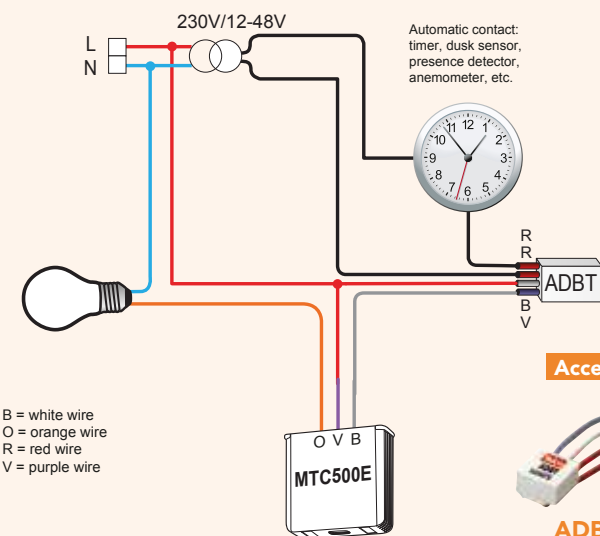 230V/12-48V
L
N
Automatic contact:
timer, dusk sensor,
presence detector,
anemometer, etc.
11 12 1
10 2
9 3
8 4
7 6 5
R
R
ADBT
B
V
Acce
B = white wire
O = orange wire
R = red wire
V = purple wire
O V B
MTC500E
ADB